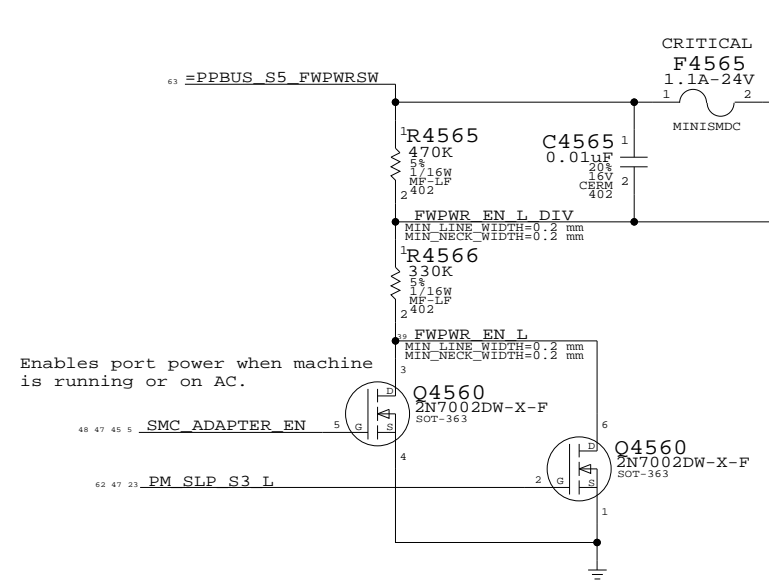 CRITICAL
F4565
1.1A-24V
1
2
MINISMDC
63 =PPBUS_S5_FWPWRSW
1
R4565
470K
5%
1/16W
MF-LF
402
2
C4565
1
0.01uF
20%
16V
CERM
402
2
FWPWR_EN_L_DIV
MIN_LINE_WIDTH=0.2 mm
MIN_NECK_WIDTH=0.2 mm
1
R4566
330K
5%
1/16W
MF-LF
402
2
39 FWPWR_EN_L
MIN_LINE_WIDTH=0.2 mm
MIN_NECK_WIDTH=0.2 mm
Enables port power when machine
is running or on AC.
3
D
Q4560
2N7002DW-X-F
SOT-363
48 47 45 5 SMC_ADAPTER_EN
5
G
S
4
6
D
Q4560
2N7002DW-X-F
SOT-363
62 47 23 PM_SLP_S3_L
2
G
S
1